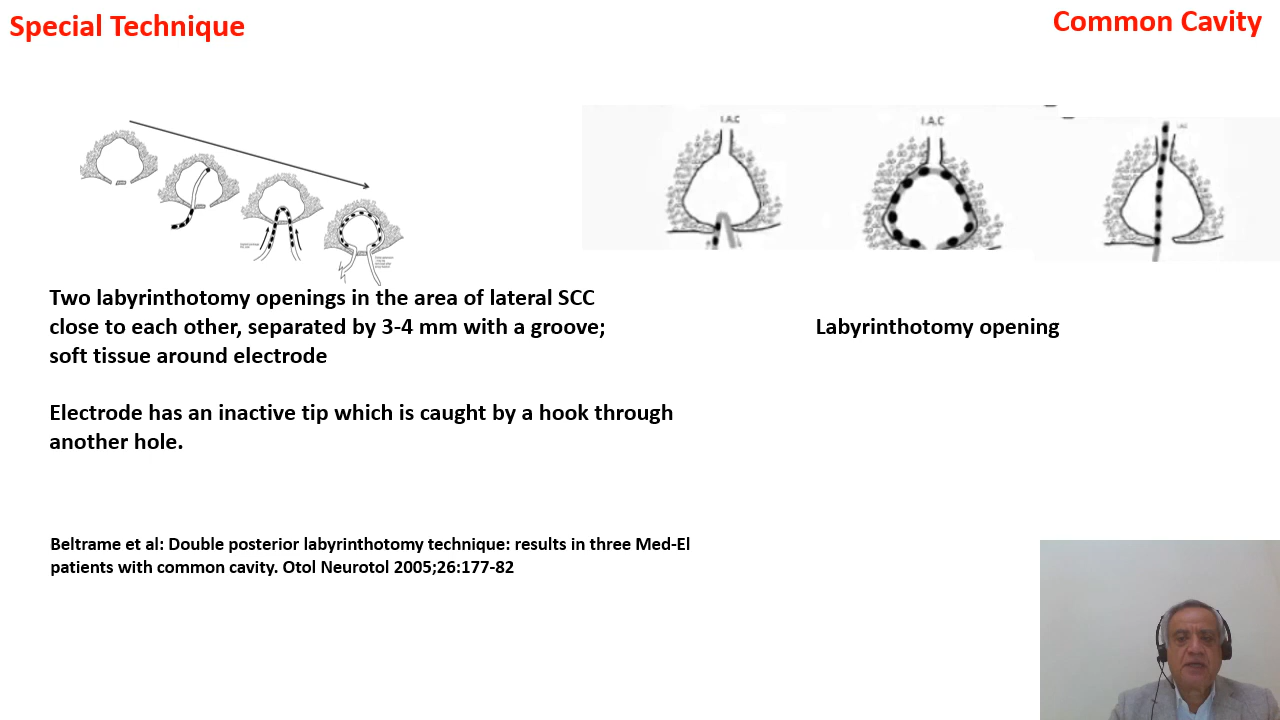 Special Technique
Common Cavity
I.A.C
I.A.C
Two labyrinthotomy openings in the area of lateral SCC
close to each other, separated by 3-4 mm with a groove;
soft tissue around electrode
Labyrinthotomy opening
Electrode has an inactive tip which is caught by a hook through
another hole.
Beltrame et al: Double posterior labyrinthotomy technique: results in three Med-El
patients with common cavity. Otol Neurotol 2005;26:177-82